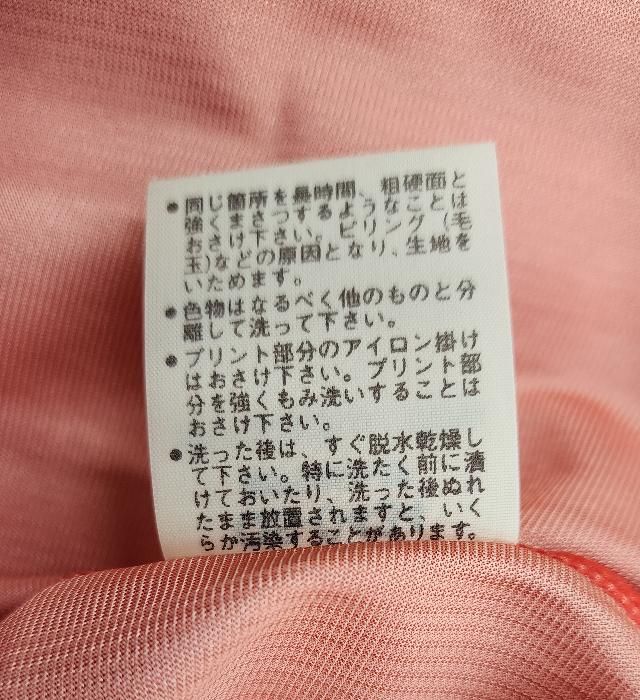 ●同じ箇所を長時間、粗硬面と
強くまさつするようなことは
おさけ下さい。ピリング(毛
玉)などの原因となり、生地を
いためます。
●色物はなるべく他のものと分
離して洗って下さい。
●プリント部分のアイロン掛け
はおさけ下さい。プリント部
分を強くもみ洗いすることは
おさけ下さい。
●洗った後は、すぐ脱水乾燥し
て下さい。特に洗たく前に漬
けておいたり、洗った後ぬれ
たまま放置されますと、いく
らか汚染することがあります。